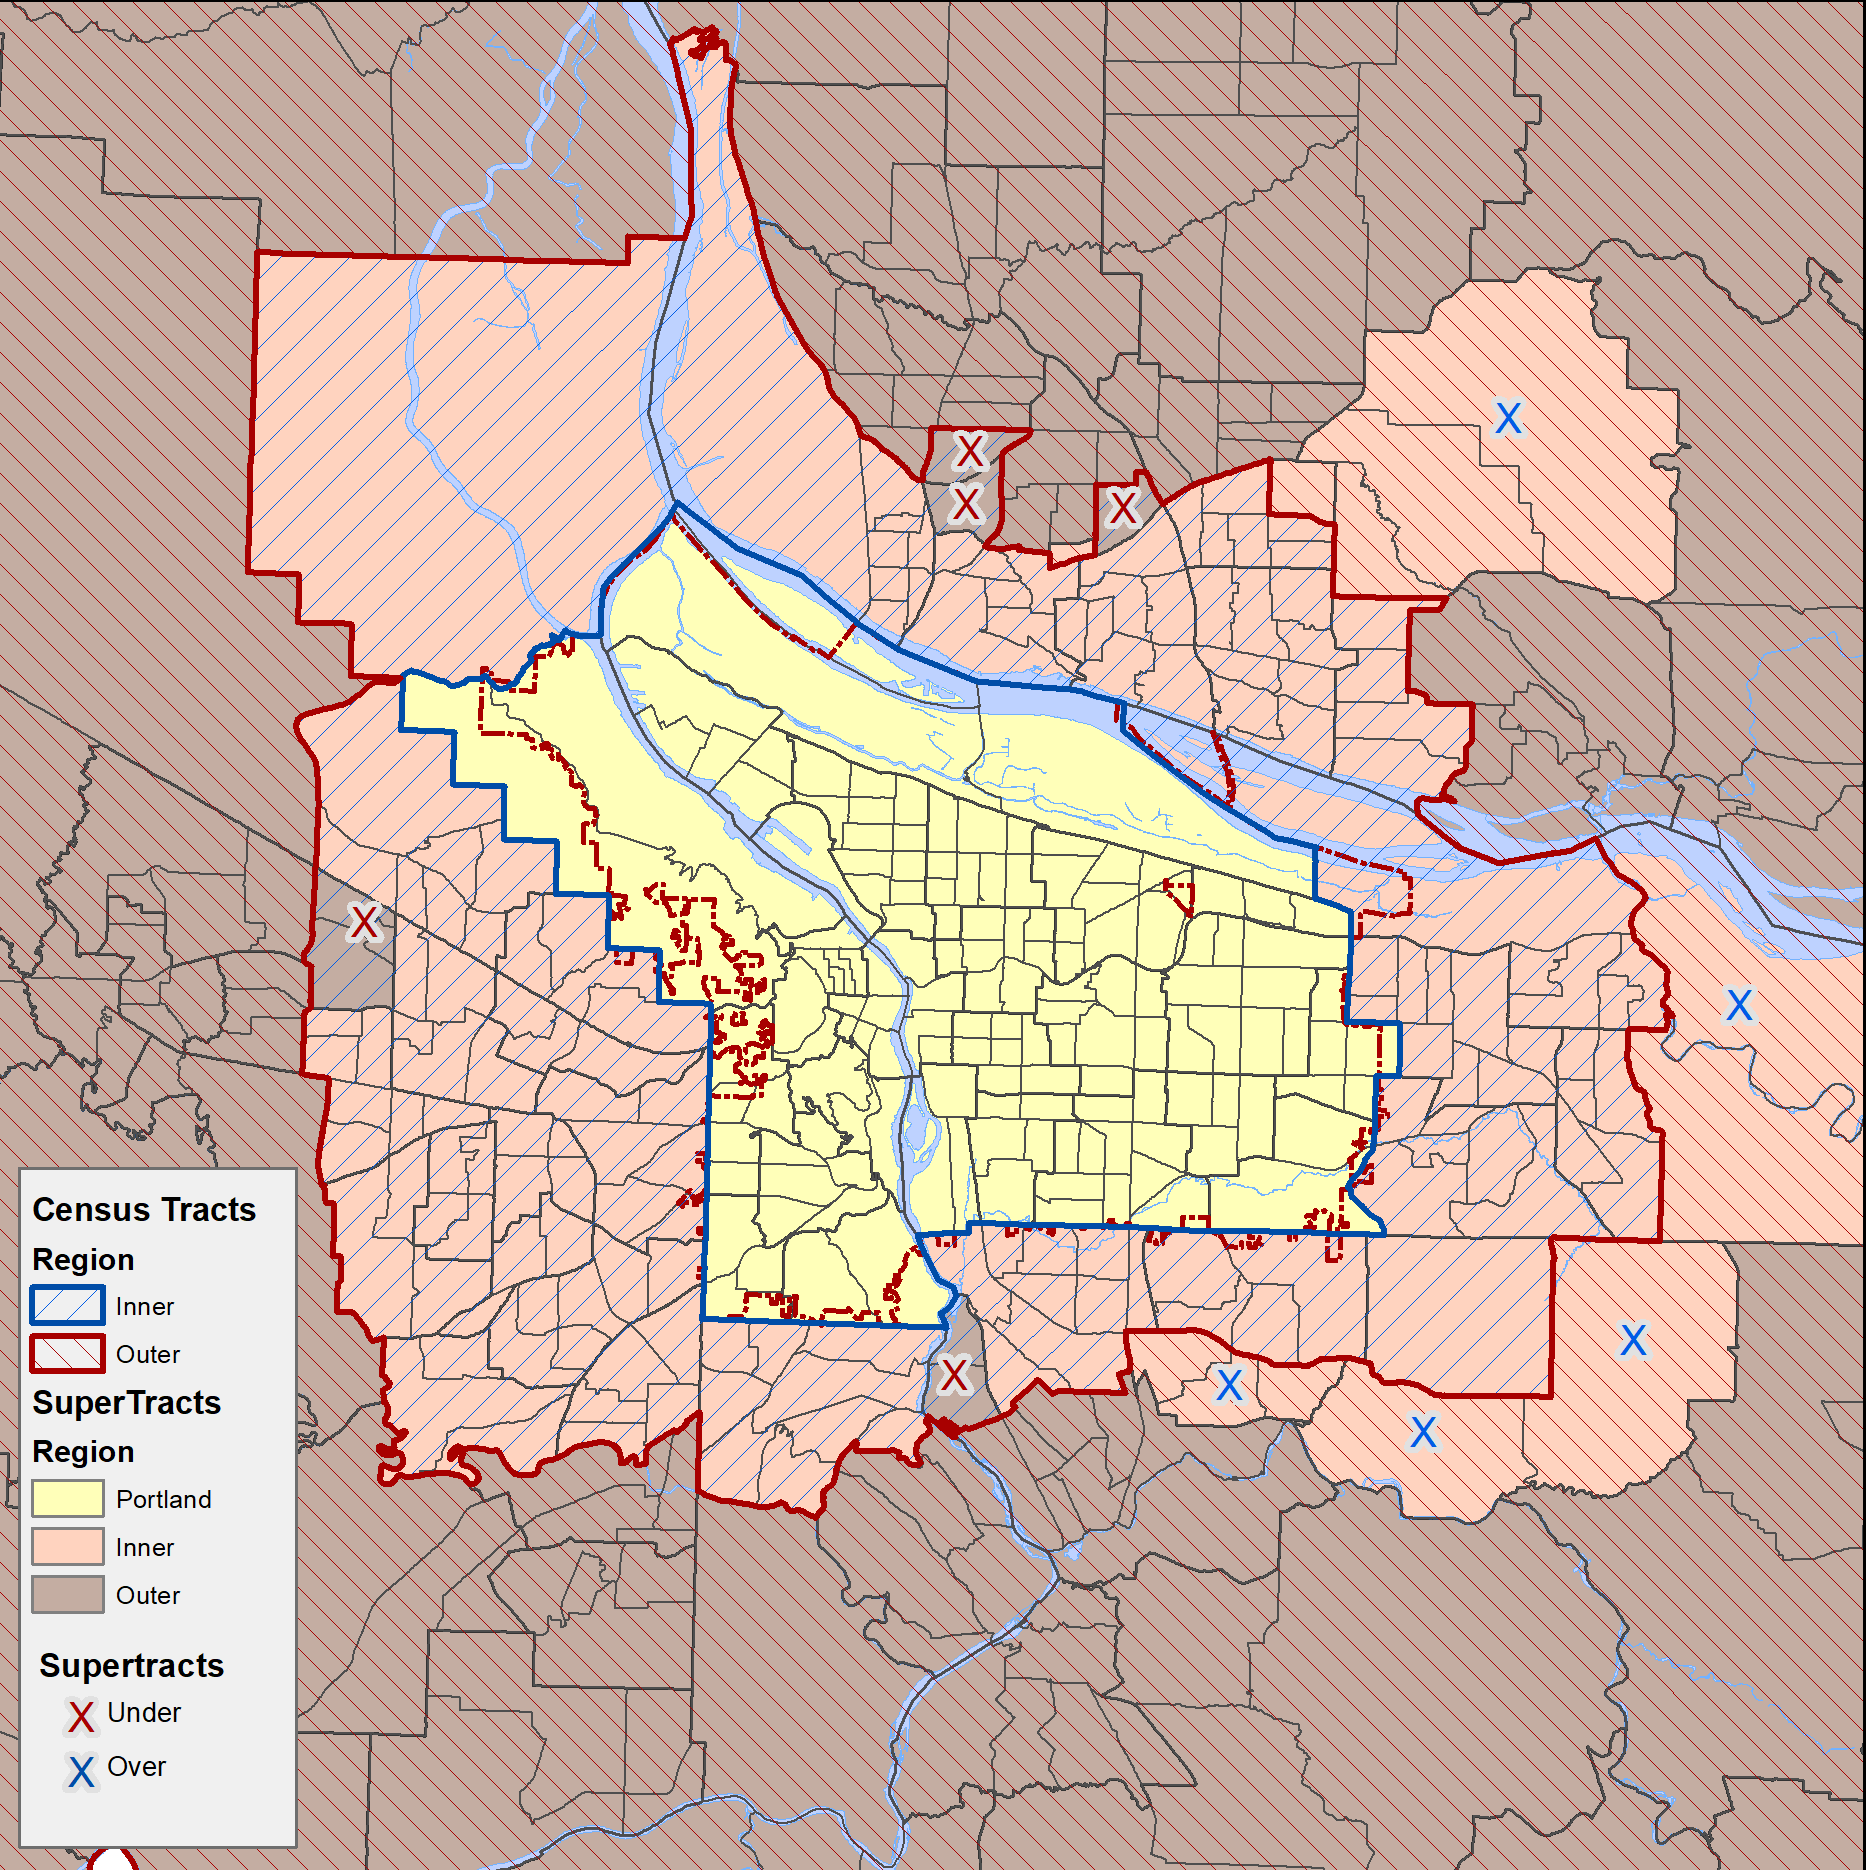 X
X
X
X
X
X
X
X
X
X
Census Tracts
Region
Inner
Outer
SuperTracts
Region
Portland
Inner
Outer
Supertracts
X Under
X Over